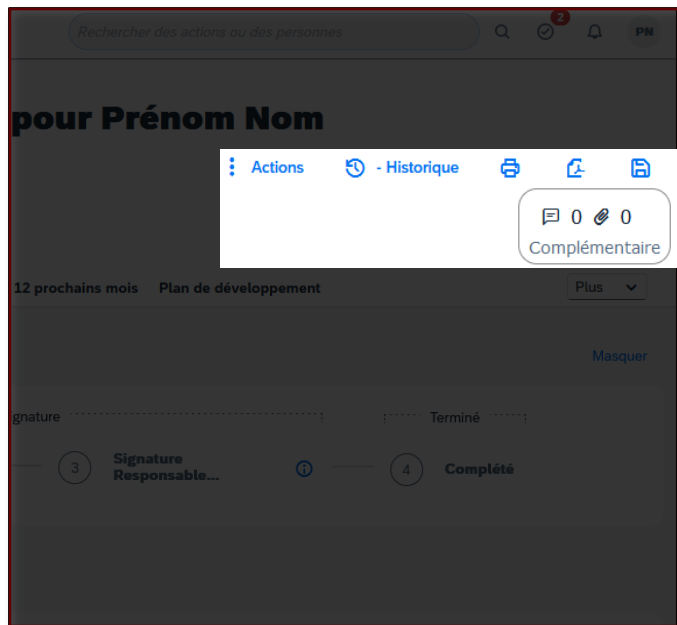 Rechercher des actions ou des personnes
2
PN
pour Prénom Nom
Actions - Historique
0 0
Complémentaire
12 prochains mois Plan de développement Plus
Masquer
gnature Terminé
3 Signature Responsable... 4 Complété